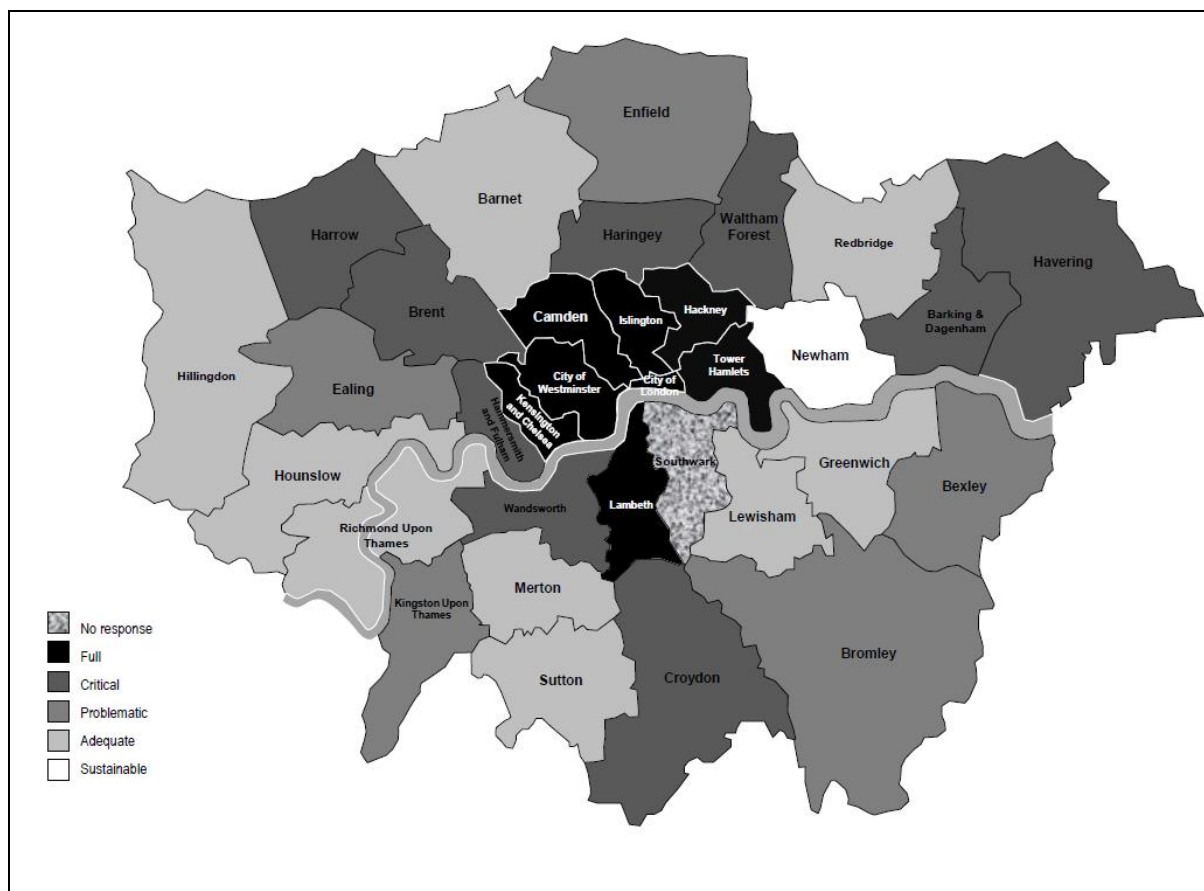 Enfield
Barnet
Harrow
Haringey
Waltham
Forest
Redbridge
Havering
Brent
Camden
Islington
Hackney
Barking &
Dagenham
Hillingdon
Ealing
City of
Westminster
City of
London
Tower
Hamlets
Newham
Kensington
and Chelsea
Hammersmith
and Fulham
Hounslow
Southwark
Greenwich
Bexley
Richmond Upon
Thames
Wandsworth
Lambeth
Lewisham
Kingston Upon
Thames
Merton
Sutton
Croydon
Bromley
No response
Full
Critical
Problematic
Adequate
Sustainable